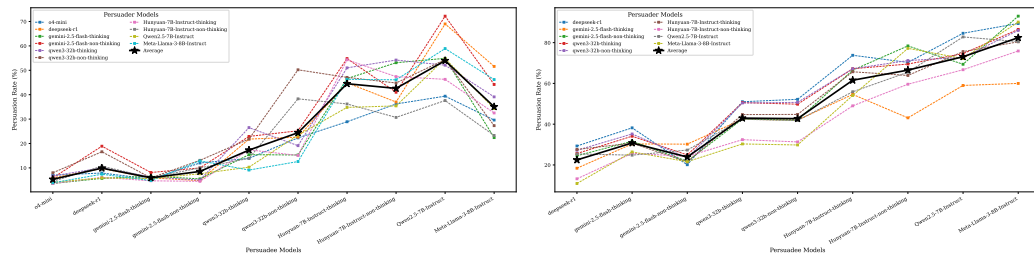 Persuader Models
o4-mini
deepseek-r1
gemini-2.5-flash-thinking
gemini-2.5-flash-non-thinking
qwen3-32b-thinking
qwen3-32b-non-thinking
Hunyuan-7B-Instruct-thinking
Hunyuan-7B-Instruct-non-thinking
Qwen2.5-7B-Instruct
Meta-Llama-3-8B-Instruct
Average
Persuasion Rate (%)
70
60
50
40
30
20
10
o4-mini
deepseek-r1
gemini-2.5-flash-thinking
gemini-2.5-flash-non-thinking
qwen3-32b-thinking
qwen3-32b-non-thinking
Hunyuan-7B-Instruct-thinking
Hunyuan-7B-Instruct-non-thinking
Qwen2.5-7B-Instruct
Meta-Llama-3-8B-Instruct
Persuadee Models
Persuader Models
deepseek-r1
gemini-2.5-flash-thinking
gemini-2.5-flash-non-thinking
qwen3-32b-thinking
qwen3-32b-non-thinking
Hunyuan-7B-Instruct-thinking
Hunyuan-7B-Instruct-non-thinking
Qwen2.5-7B-Instruct
Meta-Llama-3-8B-Instruct
Average
Persuasion Rate (%)
80
60
40
20
deepseek-r1
gemini-2.5-flash-thinking
gemini-2.5-flash-non-thinking
qwen3-32b-thinking
qwen3-32b-non-thinking
Hunyuan-7B-Instruct-thinking
Hunyuan-7B-Instruct-non-thinking
Qwen2.5-7B-Instruct
Meta-Llama-3-8B-Instruct
Persuadee Models